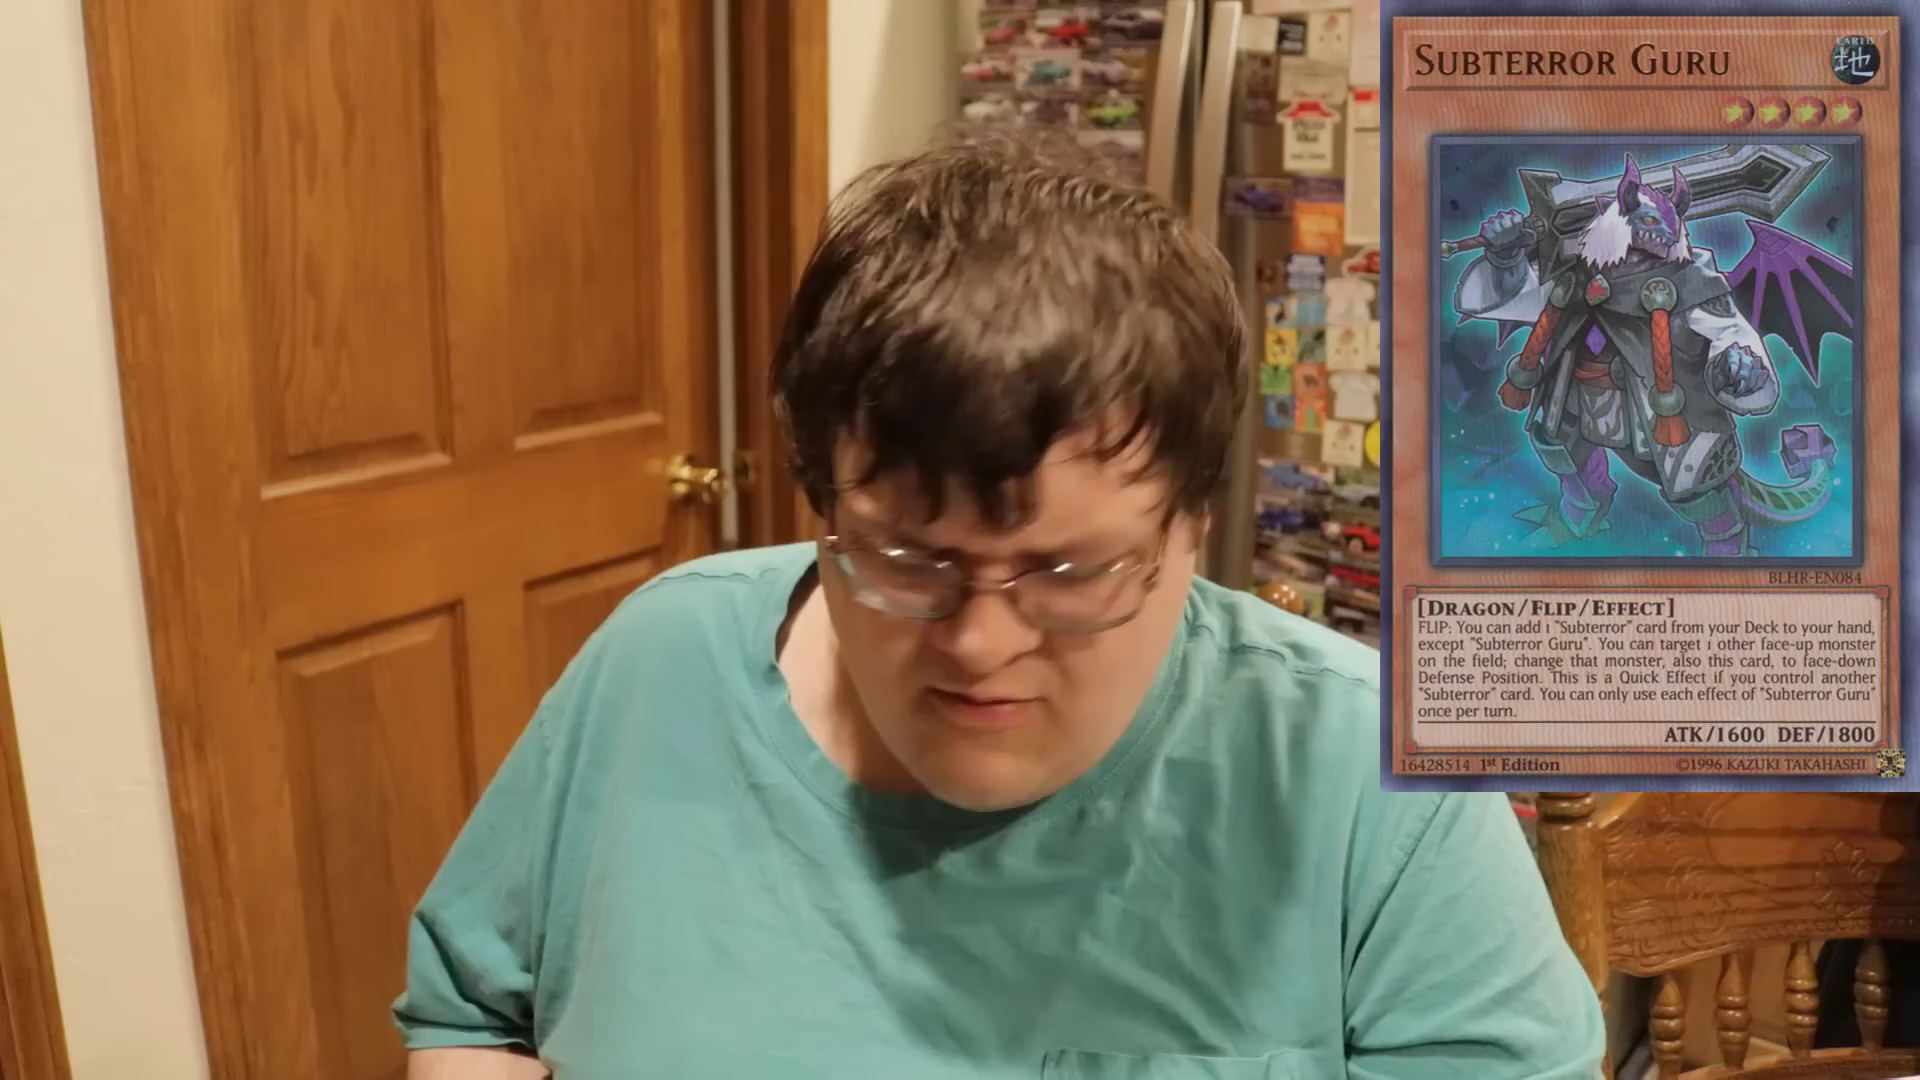 SUBTERROR GURU
EARTH
地
[DRAGON/FLIP/EFFECT]
BLHR-EN084
FLIP: You can add 1 "Subterror" card from your Deck to your hand,
except "Subterror Guru". You can target 1 other face-up monster
on the field; change that monster, also this card, to face-down
Defense Position. This is a Quick Effect if you control another
"Subterror" card. You can only use each effect of "Subterror Guru"
once per turn.
ATK/1600 DEF/1800
16428514 1st Edition ©1996 KAZUKI TAKAHASHI